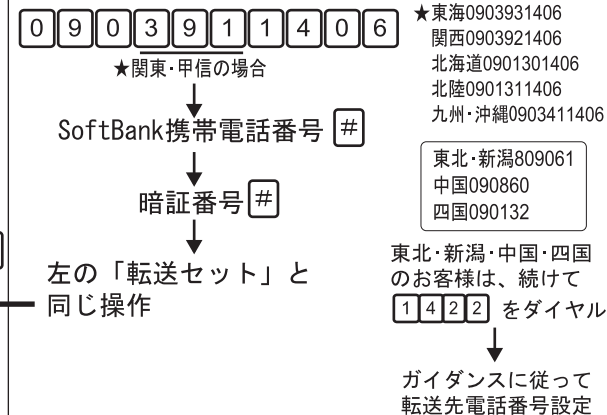 0903911406
★関東・甲信の場合
SoftBank携帯電話番号 #
暗証番号 #
左の「転送セット」と
同じ操作
★東海0903931406
関西0903921406
北海道0901301406
北陸0901311406
九州・沖縄0903411406
東北・新潟809061
中国090860
四国090132
東北・新潟・中国・四国
のお客様は、続けて
1422 をダイヤル
ガイダンスに従って
転送先電話番号設定